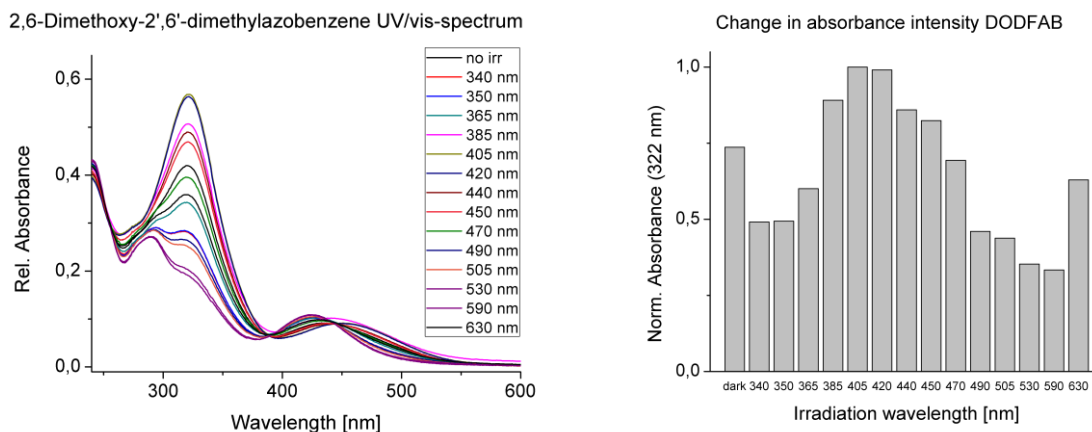 2,6-Dimethoxy-2',6'-dimethylazobenzene UV/vis-spectrum
Rel. Absorbance
0,6
0,4
0,2
0,0
300
400
500
600
Wavelength [nm]
no irr
340 nm
350 nm
365 nm
385 nm
405 nm
420 nm
440 nm
450 nm
470 nm
490 nm
505 nm
530 nm
590 nm
630 nm
Change in absorbance intensity DODFAB
Norm. Absorbance (322 nm)
1,0
0,5
0,0
dark 340 350 365 385 405 420 440 450 470 490 505 530 590 630
Irradiation wavelength [nm]